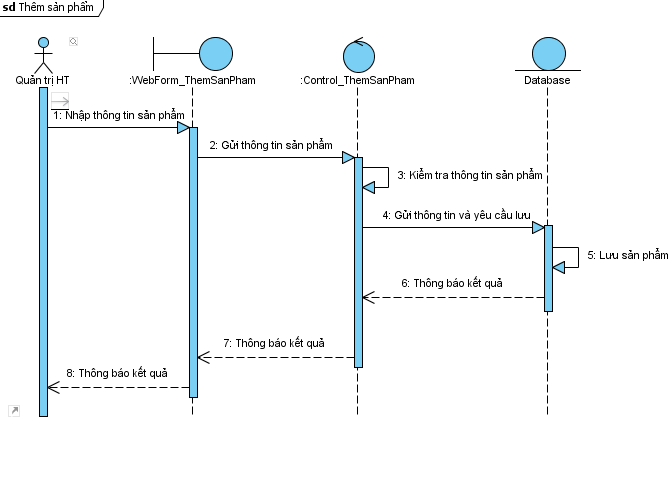 sd Thêm sản phẩm
Quản trị HT
:WebForm_ThemSanPham
:Control_ThemSanPham
Database
1: Nhập thông tin sản phẩm
2: Gửi thông tin sản phẩm
3: Kiểm tra thông tin sản phẩm
4: Gửi thông tin và yêu cầu lưu
5: Lưu sản phẩm
6: Thông báo kết quả
7: Thông báo kết quả
8: Thông báo kết quả